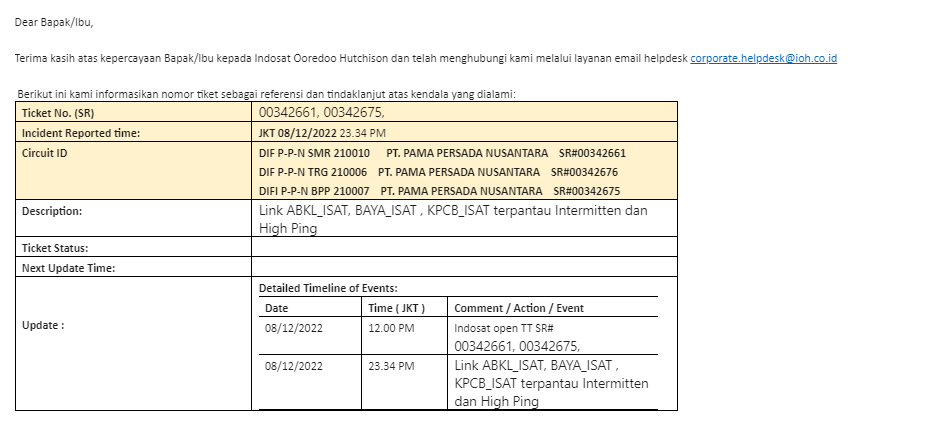 Dear Bapak/Ibu,
Terima kasih atas kepercayaan Bapak/Ibu kepada Indosat Ooredoo Hutchison dan telah menghubungi kami melalui layanan email helpdesk corporate.helpdesk@ioh.co.id
Berikut ini kami informasikan nomor tiket sebagai referensi dan tindaklanjut atas kendala yang dialami:
Ticket No. (SR) 00342661, 00342675,
Incident Reported time: JKT 08/12/2022 23.34 PM
Circuit ID DIF P-P-N SMR 210010 PT. PAMA PERSADA NUSANTARA SR#00342661
DIF P-P-N TRG 210006 PT. PAMA PERSADA NUSANTARA SR#00342676
DIFI P-P-N BPP 210007 PT. PAMA PERSADA NUSANTARA SR#00342675
Description: Link ABKL_ISAT, BAYA_ISAT , KPCB_ISAT terpantau Intermitten dan
High Ping
Ticket Status:
Next Update Time:
Detailed Timeline of Events:
Date Time ( JKT ) Comment / Action / Event
Update : 08/12/2022 12.00 PM Indosat open TT SR#
00342661, 00342675,
08/12/2022 23.34 PM Link ABKL_ISAT, BAYA_ISAT ,
KPCB_ISAT terpantau Intermitten
dan High Ping